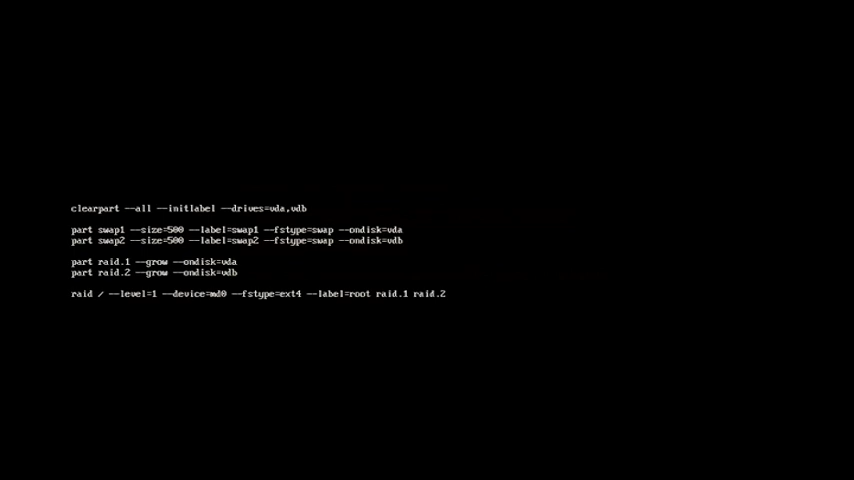 clearpart --all --initlabel --drives=vda,vdb
part swap1 --size=500 --label=swap1 --fstype=swap --ondisk=vda
part swap2 --size=500 --label=swap2 --fstype=swap --ondisk=vdb
part raid.1 --grow --ondisk=vda
part raid.2 --grow --ondisk=vdb
raid / --level=1 --device=md0 --fstype=ext4 --label=root raid.1 raid.2